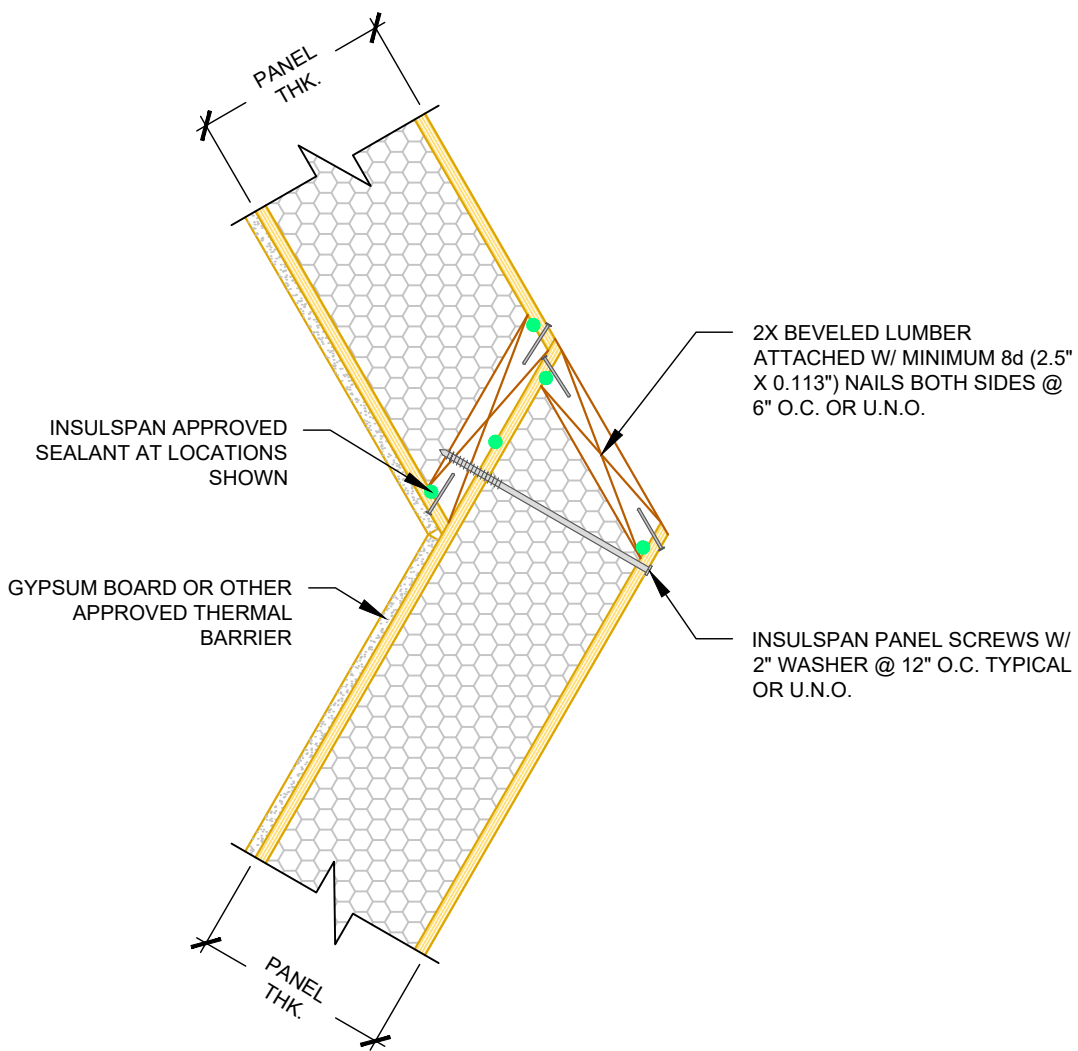 PANEL
THK.
2X BEVELED LUMBER
ATTACHED W/ MINIMUM 8d (2.5"
X 0.113") NAILS BOTH SIDES @
6" O.C. OR U.N.O.
INSULSPAN APPROVED
SEALANT AT LOCATIONS
SHOWN
GYPSUM BOARD OR OTHER
APPROVED THERMAL
BARRIER
INSULSPAN PANEL SCREWS W/
2" WASHER @ 12" O.C. TYPICAL
OR U.N.O.
PANEL
THK.